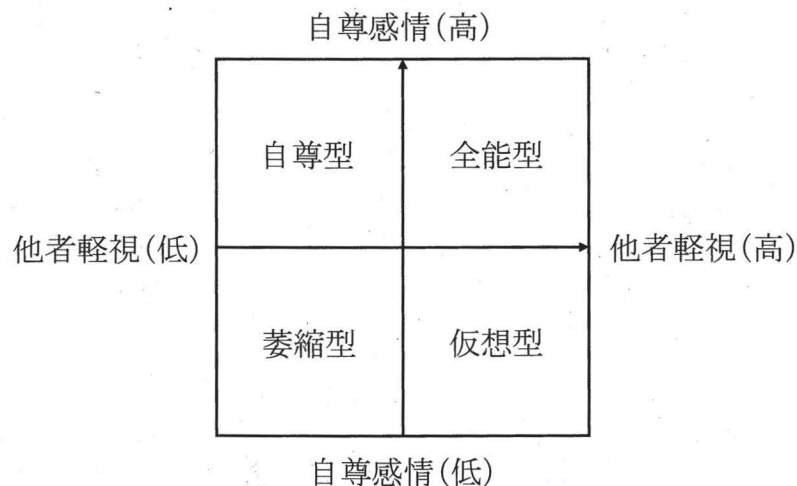 自尊感情(高)
自尊型
全能型
他者軽視(低)
他者軽視(高)
萎縮型
仮想型
自尊感情(低)